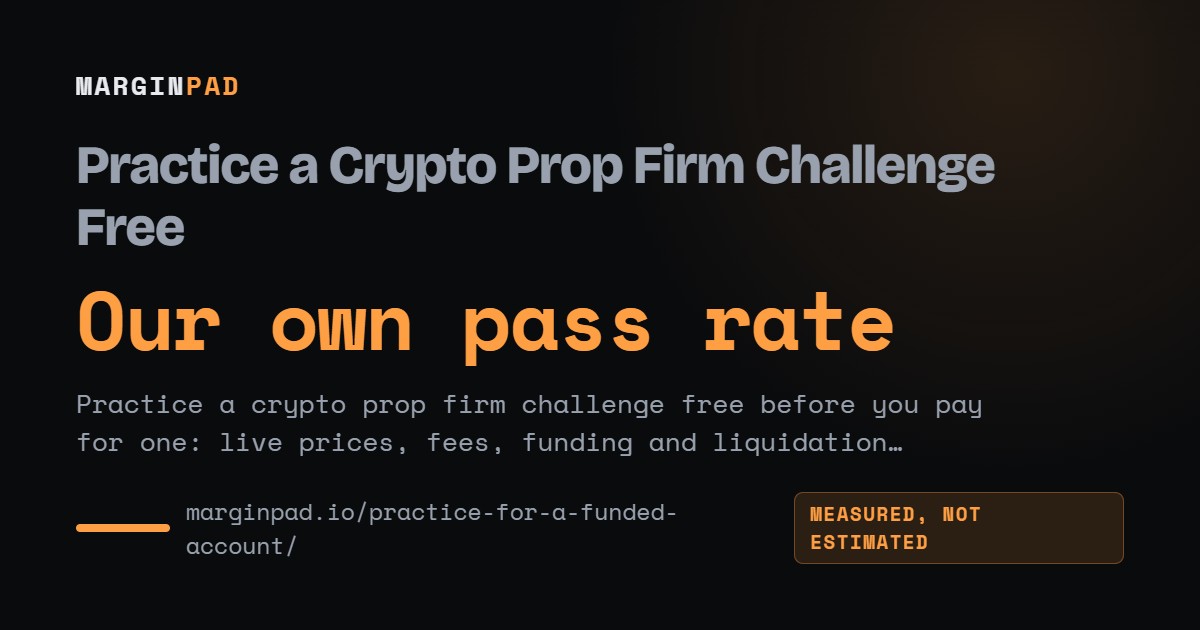 MARGINPAD
Practice a Crypto Prop Firm Challenge
Free
Our own pass rate
Practice a crypto prop firm challenge free before you pay
for one: live prices, fees, funding and liquidation…
marginpad.io/practice-for-a-funded-
account/
MEASURED, NOT
ESTIMATED